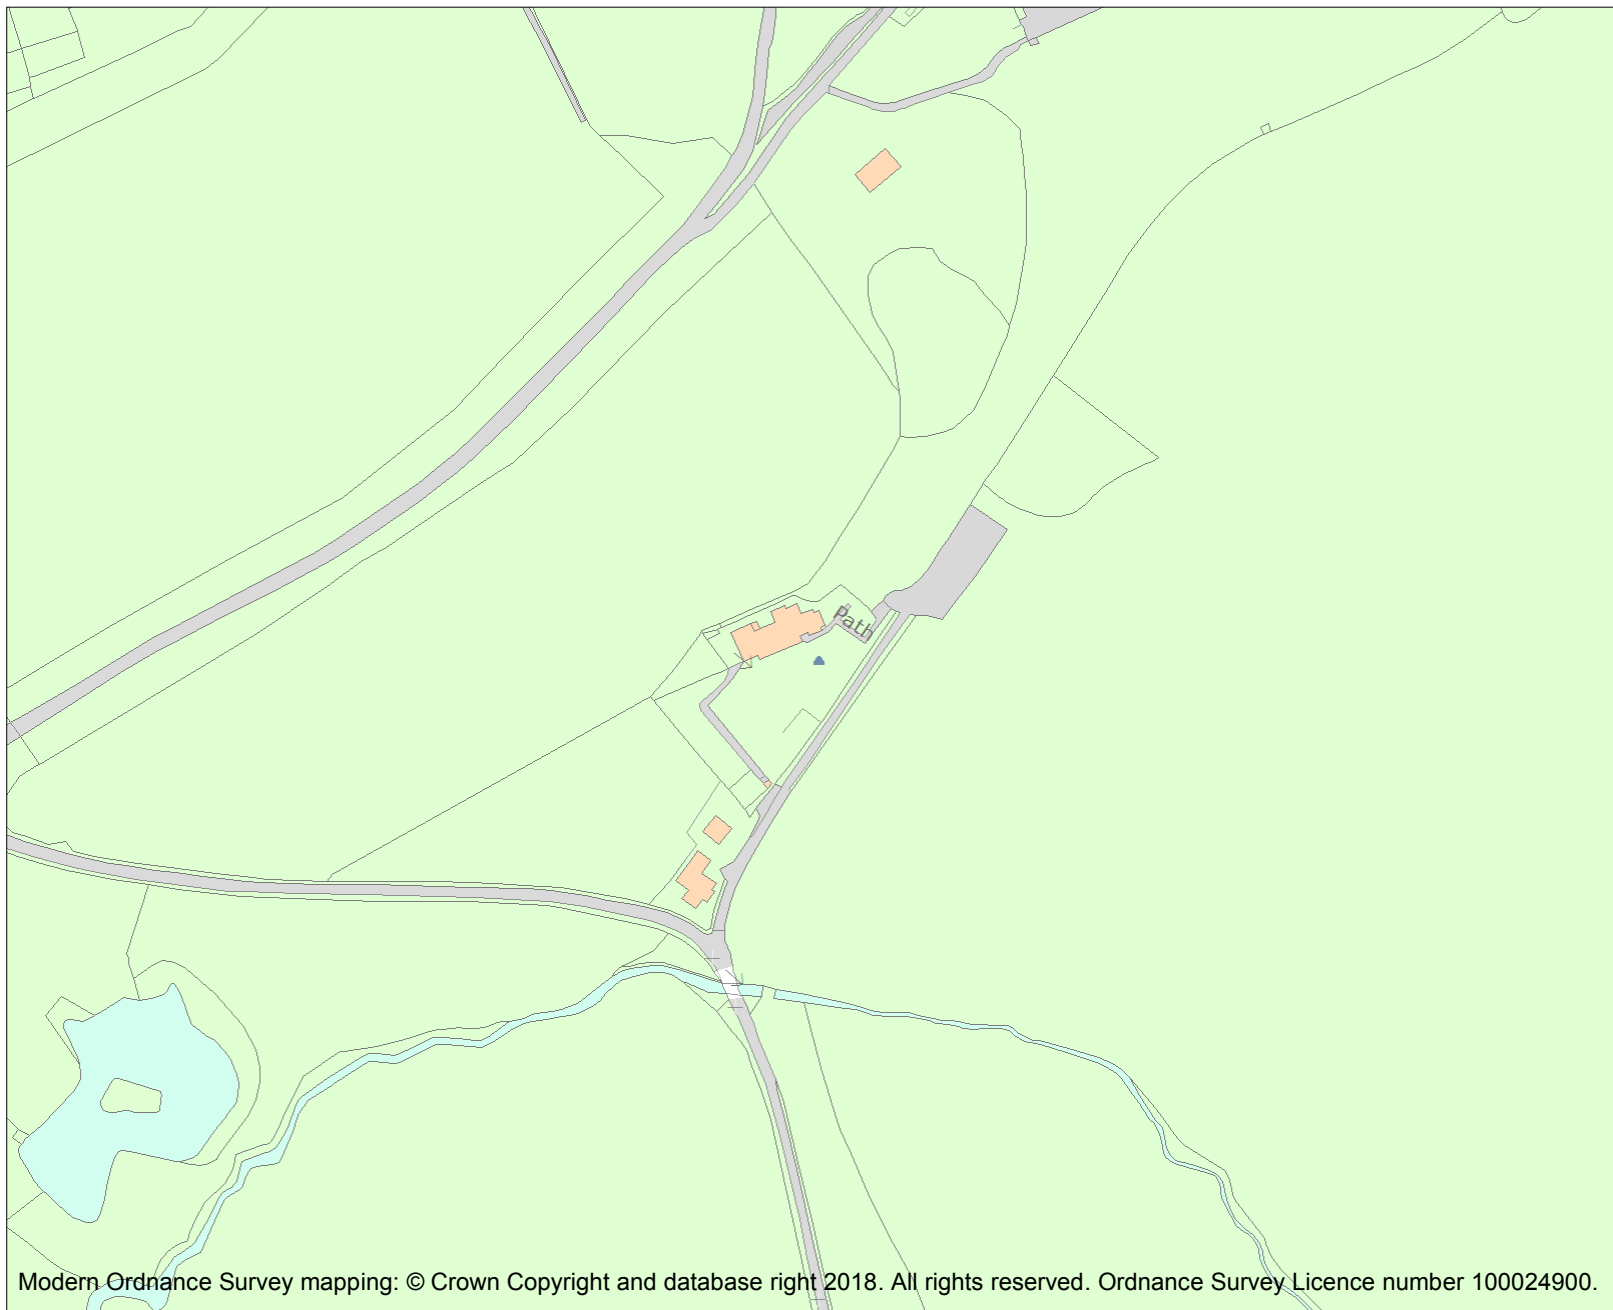 Path
Modern Ordnance Survey mapping: © Crown Copyright and database right 2018. All rights reserved. Ordnance Survey Licence number 100024900.